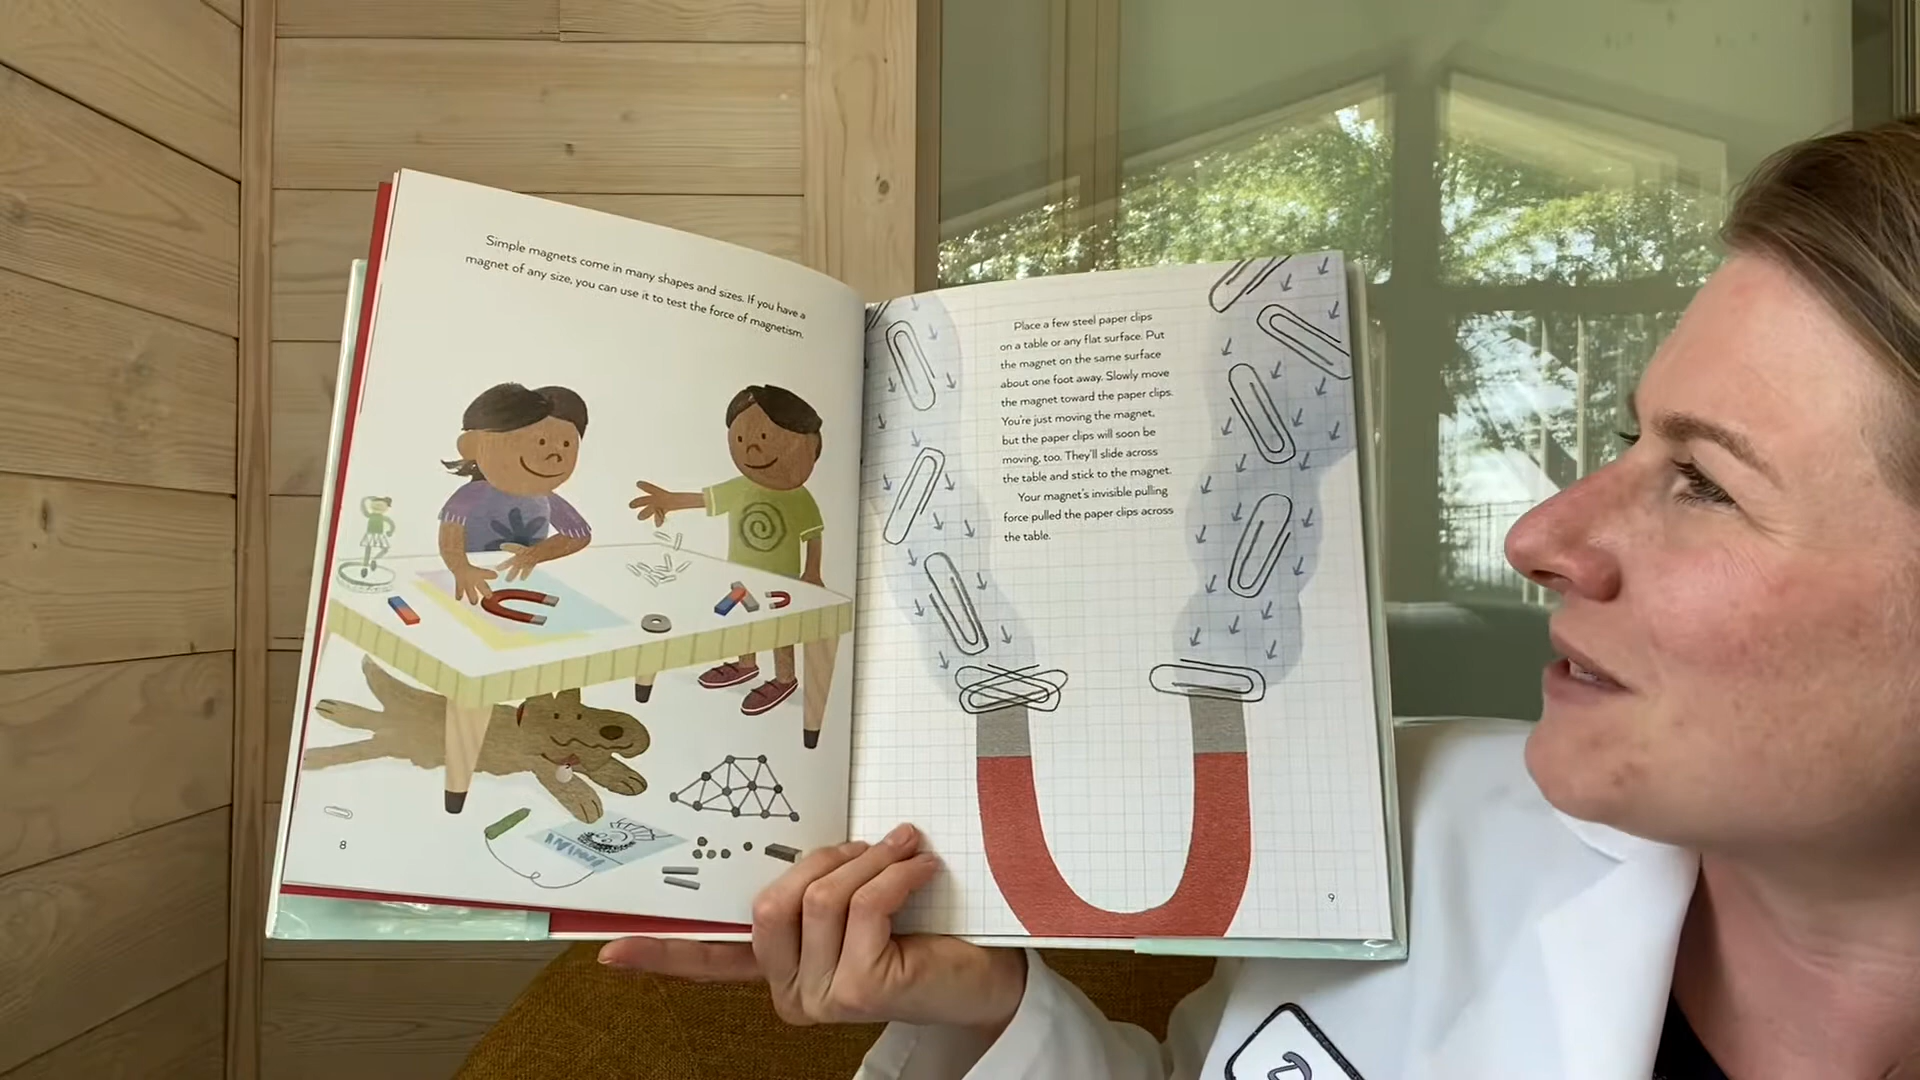 Simple magnets come in many shapes and sizes. If you have a
magnet of any size, you can use it to test the force of magnetism.
8
Place a few steel paper clips
on a table or any flat surface. Put
the magnet on the same surface
about one foot away. Slowly move
the magnet toward the paper clips.
You're just moving the magnet,
but the paper clips will soon be
moving, too. They'll slide across
the table and stick to the magnet.
Your magnet's invisible pulling
force pulled the paper clips across
the table.
9